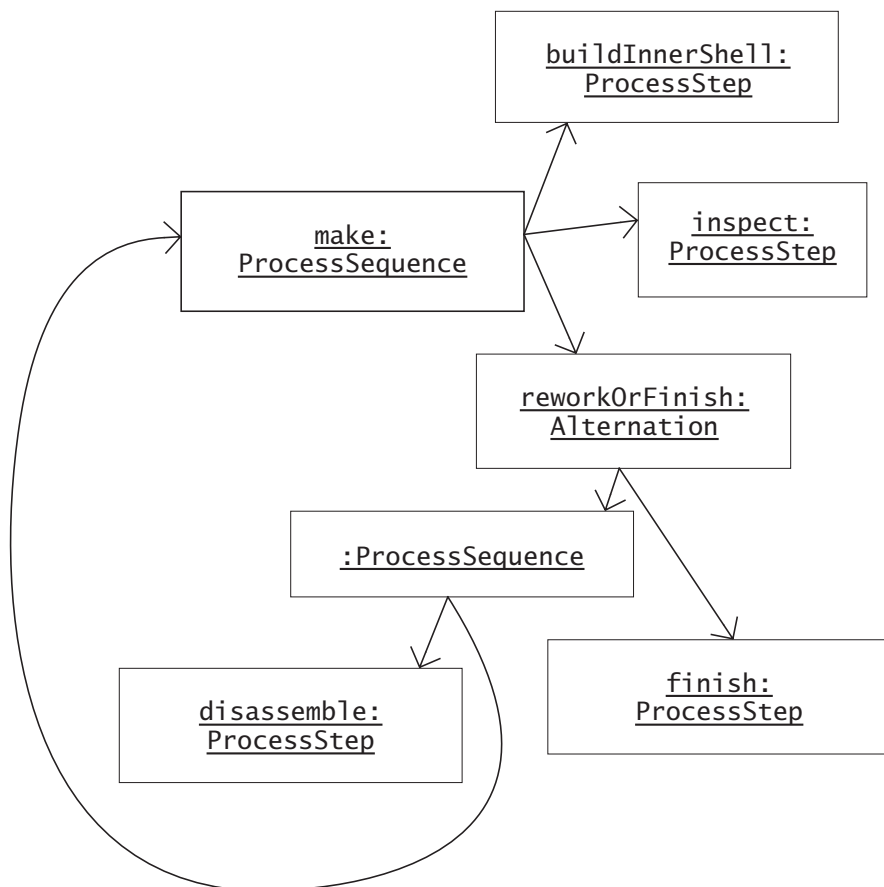 buildInnerShell:
ProcessStep
make:
ProcessSequence
inspect:
ProcessStep
reworkOrFinish:
Alternation
:ProcessSequence
disassemble:
ProcessStep
finish:
ProcessStep